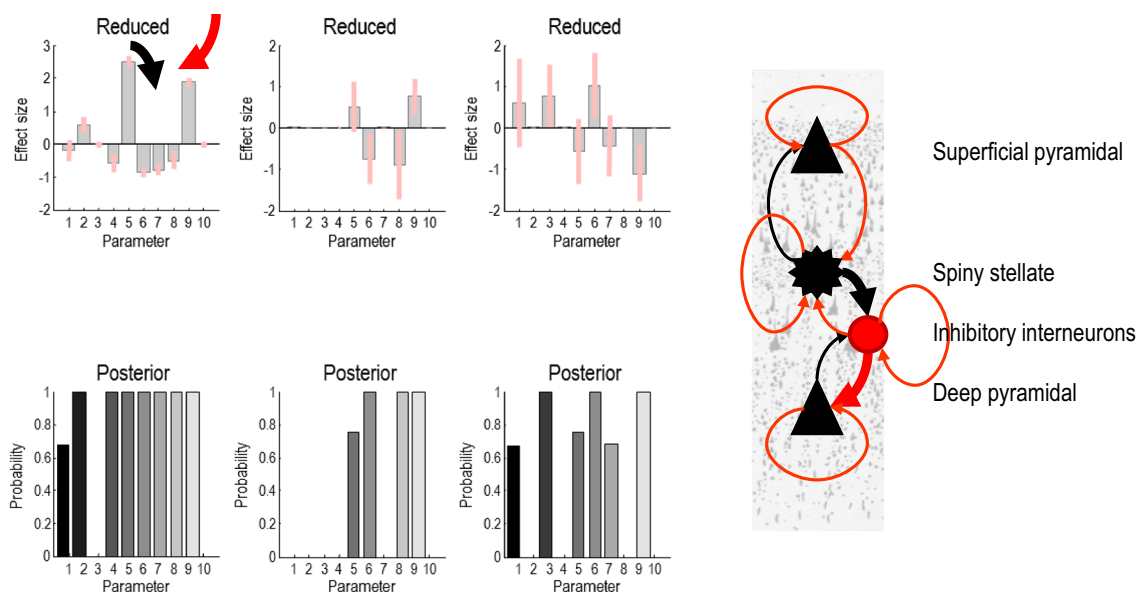 Reduced
3
2
1
0
-1
-2
Effect size
1 2 3 4 5 6 7 8 9 10
Parameter
Reduced
2
1
0
-1
2
Effect size
1 2 3 4 5 6 7 8 9 10
Parameter
Reduced
2
1
0
-1
-2
Effect size
1 2 3 4 5 6 7 8 9 10
Parameter
Superficial pyramidal
Spiny stellate
Inhibitory interneurons
Deep pyramidal
Posterior
1
0.8
0.6
0.4
0.2
0
Probability
1 2 3 4 5 6 7 8 9 10
Parameter
Posterior
1
0.8
0.6
0.4
0.2
0
Probability
1 2 3 4 5 6 7 8 9 10
Parameter
Posterior
1
0.8
0.6
0.4
0.2
0
Probability
1 2 3 4 5 6 7 8 9 10
Parameter